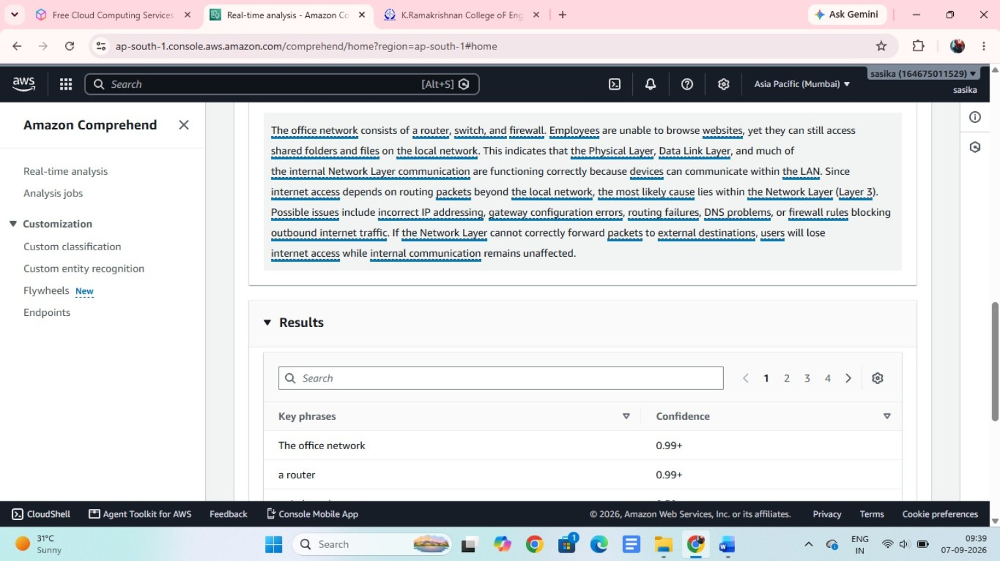 Free Cloud Computing Services
Real-time analysis - Amazon Co
K.Ramakrishnan College oF Eng
Ask Gemini
ap-south-1.console.aws.amazon.com/comprehend/home?region=ap-south-1#home
aws
Search
[Alt+S]
Asia Pacific (Mumbai)
sasika (164675011529)
sasika
Amazon Comprehend
Real-time analysis
Analysis jobs
Customization
Custom classification
Custom entity recognition
Flywheels New
Endpoints
The office network consists of a router, switch, and firewall. Employees are unable to browse websites, yet they can still access
shared folders and files on the local network. This indicates that the Physical Layer, Data Link Layer, and much of
the internal Network Layer communication are functioning correctly because devices can communicate within the LAN. Since
internet access depends on routing packets beyond the local network, the most likely cause lies within the Network Layer (Layer 3).
Possible issues include incorrect IP addressing, gateway configuration errors, routing failures, DNS problems, or firewall rules blocking
outbound internet traffic. If the Network Layer cannot correctly forward packets to external destinations, users will lose
internet access while internal communication remains unaffected.
Results
Search
1 2 3 4
Key phrases Confidence
The office network 0.99+
a router 0.99+
CloudShell Agent Toolkit for AWS Feedback Console Mobile App © 2026, Amazon Web Services, Inc. or its affiliates. Privacy Terms Cookie preferences
31°C
Sunny
Search
1
ENG
IN
09:39
07-09-2026